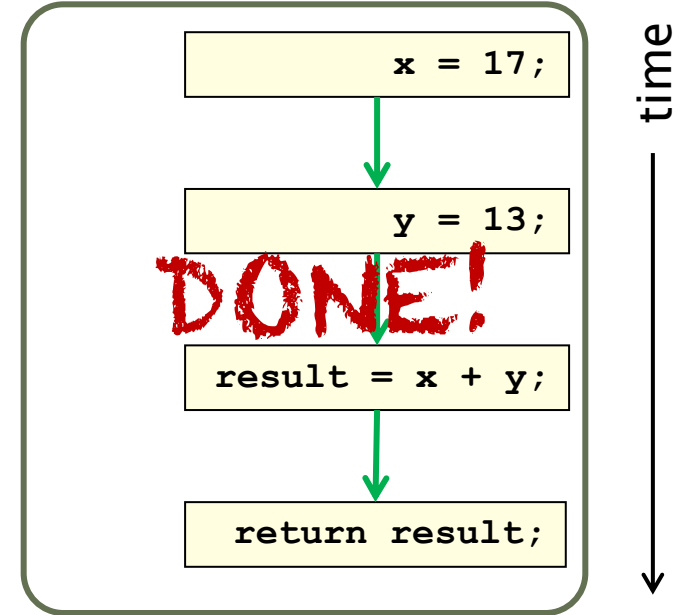 x = 17;
time
y = 13;
DONE!
result = x + y;
return result;